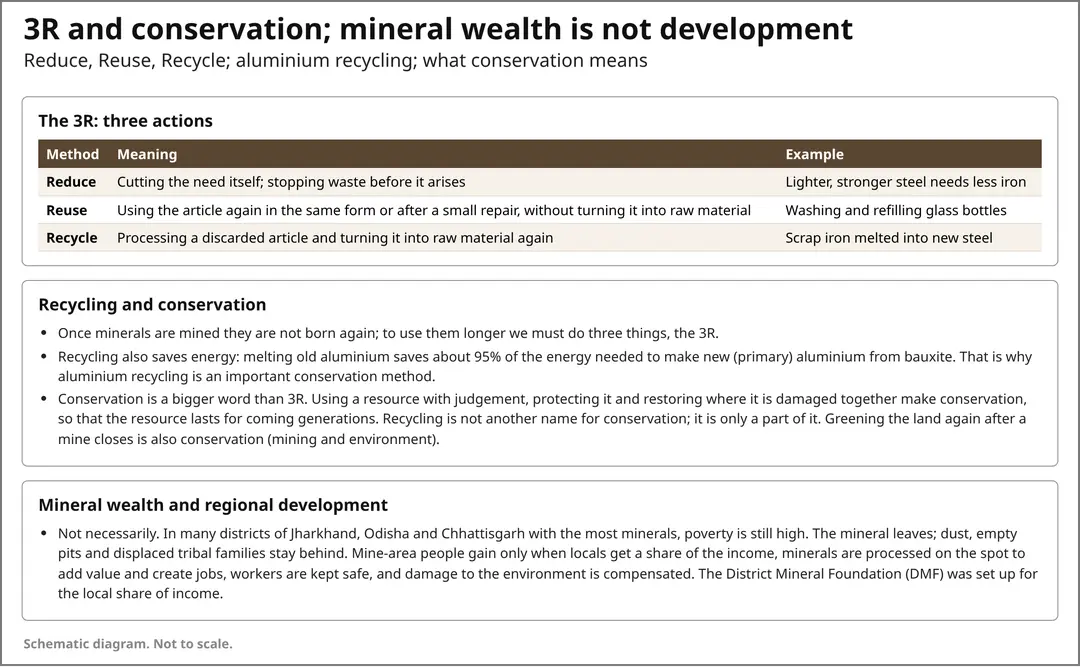 3R and conservation; mineral wealth is not development
Reduce, Reuse, Recycle; aluminium recycling; what conservation means
The 3R: three actions
Method Meaning Example
Reduce Cutting the need itself; stopping waste before it arises Lighter, stronger steel needs less iron
Reuse Using the article again in the same form or after a small repair, without turning it into raw material Washing and refilling glass bottles
Recycle Processing a discarded article and turning it into raw material again Scrap iron melted into new steel
Recycling and conservation
• Once minerals are mined they are not born again; to use them longer we must do three things, the 3R.
• Recycling also saves energy: melting old aluminium saves about 95% of the energy needed to make new (primary) aluminium from bauxite. That is why
aluminium recycling is an important conservation method.
• Conservation is a bigger word than 3R. Using a resource with judgement, protecting it and restoring where it is damaged together make conservation,
so that the resource lasts for coming generations. Recycling is not another name for conservation; it is only a part of it. Greening the land again after a
mine closes is also conservation (mining and environment).
Mineral wealth and regional development
• Not necessarily. In many districts of Jharkhand, Odisha and Chhattisgarh with the most minerals, poverty is still high. The mineral leaves; dust, empty
pits and displaced tribal families stay behind. Mine-area people gain only when locals get a share of the income, minerals are processed on the spot to
add value and create jobs, workers are kept safe, and damage to the environment is compensated. The District Mineral Foundation (DMF) was set up for
the local share of income.
Schematic diagram. Not to scale.